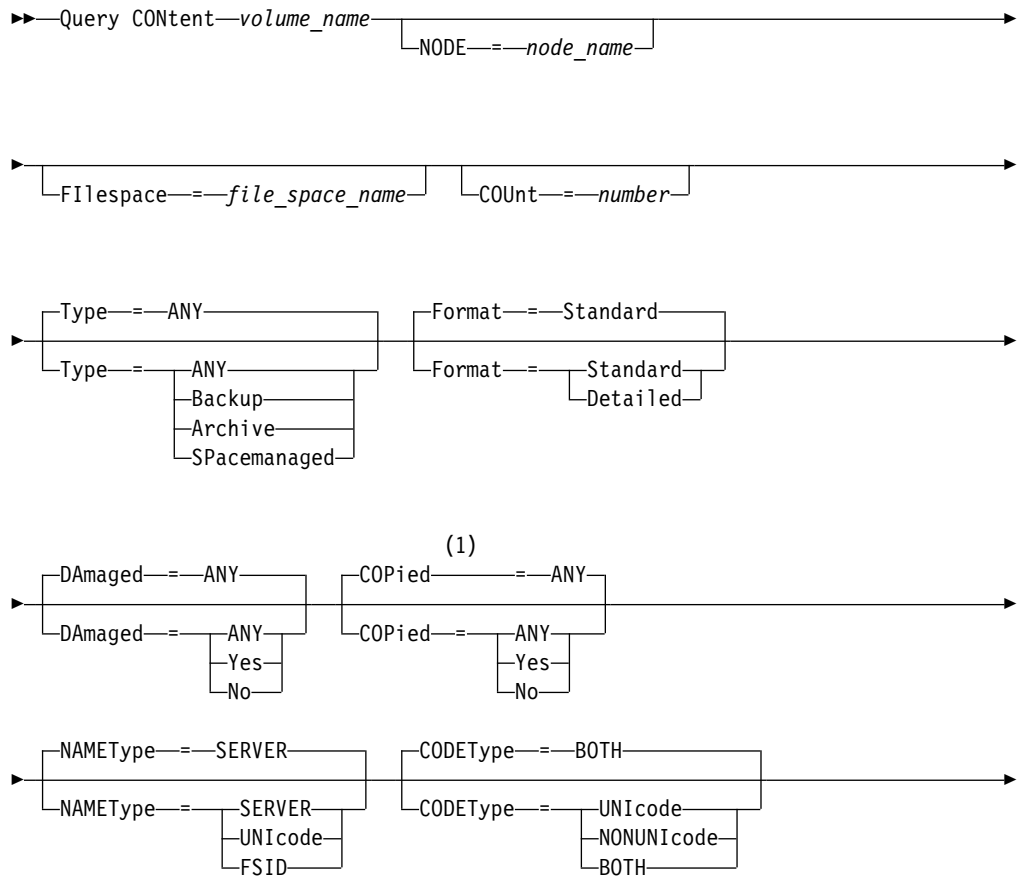 Query CONtent volume_name
NODE = node_name
FIlespace = file_space_name COUnt = number
Type = ANY Format = Standard
Type = ANY Format = Standard
Backup Detailed
Archive
SPacemanaged
(1)
DAmaged = ANY COPied = ANY
DAmaged = ANY COPied = ANY
Yes Yes
No No
NAMEType = SERVER CODEType = BOTH
NAMEType = SERVER CODEType = UNIcode
UNIcode NONUNIcode
FSID BOTH